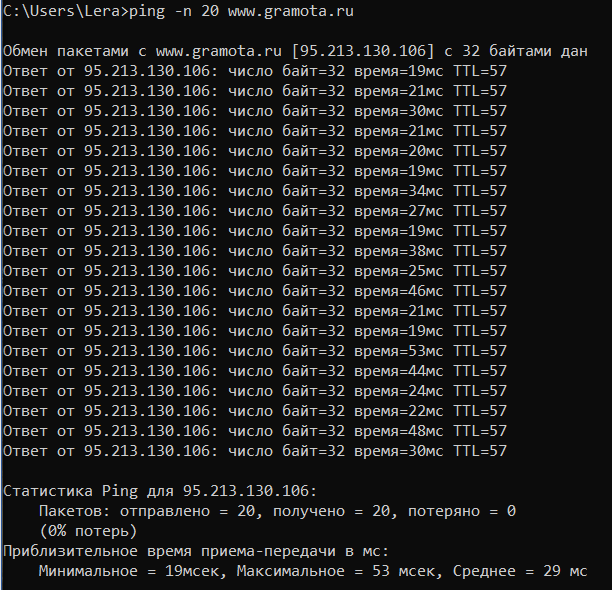 C:\Users\Lera>ping -n 20 www.gramota.ru
Обмен пакетами с www.gramota.ru [95.213.130.106] с 32 байтами дан
Ответ от 95.213.130.106: число байт=32 время=19мс TTL=57
Ответ от 95.213.130.106: число байт=32 время=21мс TTL=57
Ответ от 95.213.130.106: число байт=32 время=30мс TTL=57
Ответ от 95.213.130.106: число байт=32 время=21мс TTL=57
Ответ от 95.213.130.106: число байт=32 время=20мс TTL=57
Ответ от 95.213.130.106: число байт=32 время=19мс TTL=57
Ответ от 95.213.130.106: число байт=32 время=34мс TTL=57
Ответ от 95.213.130.106: число байт=32 время=27мс TTL=57
Ответ от 95.213.130.106: число байт=32 время=19мс TTL=57
Ответ от 95.213.130.106: число байт=32 время=38мс TTL=57
Ответ от 95.213.130.106: число байт=32 время=25мс TTL=57
Ответ от 95.213.130.106: число байт=32 время=46мс TTL=57
Ответ от 95.213.130.106: число байт=32 время=21мс TTL=57
Ответ от 95.213.130.106: число байт=32 время=19мс TTL=57
Ответ от 95.213.130.106: число байт=32 время=53мс TTL=57
Ответ от 95.213.130.106: число байт=32 время=44мс TTL=57
Ответ от 95.213.130.106: число байт=32 время=24мс TTL=57
Ответ от 95.213.130.106: число байт=32 время=22мс TTL=57
Ответ от 95.213.130.106: число байт=32 время=48мс TTL=57
Ответ от 95.213.130.106: число байт=32 время=30мс TTL=57
Статистика Ping для 95.213.130.106:
Пакетов: отправлено = 20, получено = 20, потеряно = 0
(0% потерь)
Приблизительное время приема-передачи в мс:
Минимальное = 19мсек, Максимальное = 53 мсек, Среднее = 29 мс